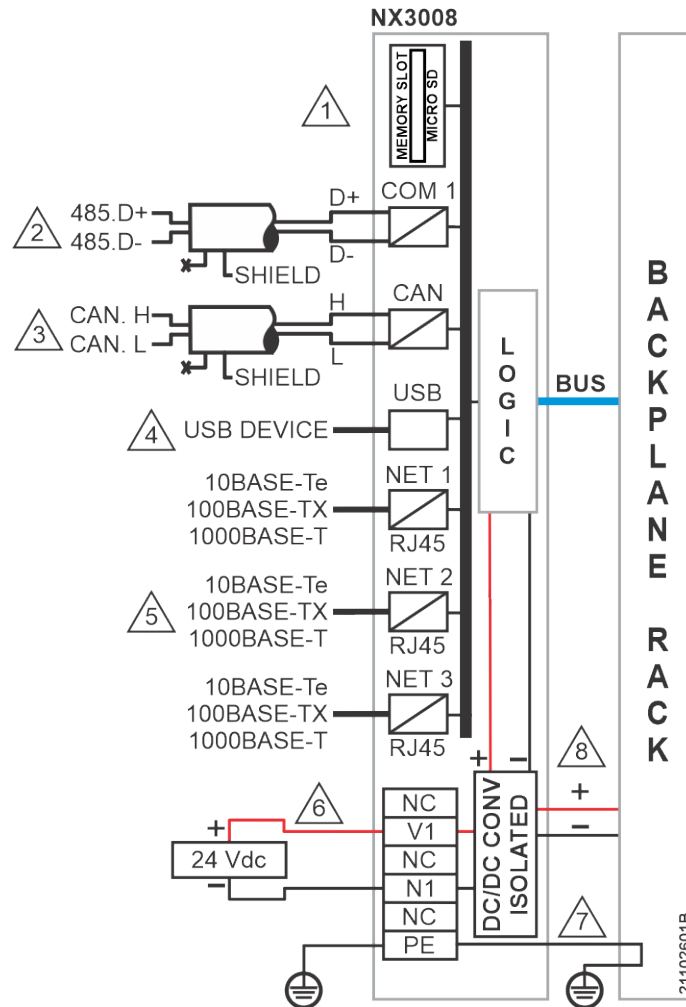 NX3008
MEMORY SLOT
MICRO SD
1
COM 1
D+
485.D+
2
485.D-
D-
SHIELD
CAN
H
CAN. H
3
CAN. L
L
SHIELD
LOGIC
BUS
BACKPLANE RACK
USB
4
USB DEVICE
NET 1
10BASE-Te
100BASE-TX
1000BASE-T
RJ45
NET 2
10BASE-Te
5
100BASE-TX
1000BASE-T
RJ45
NET 3
10BASE-Te
100BASE-TX
1000BASE-T
RJ45
+ –
8
+
–
DC/DC CONV
ISOLATED
6
NC
+
V1
24 Vdc
NC
–
N1
NC
7
PE
21102601B